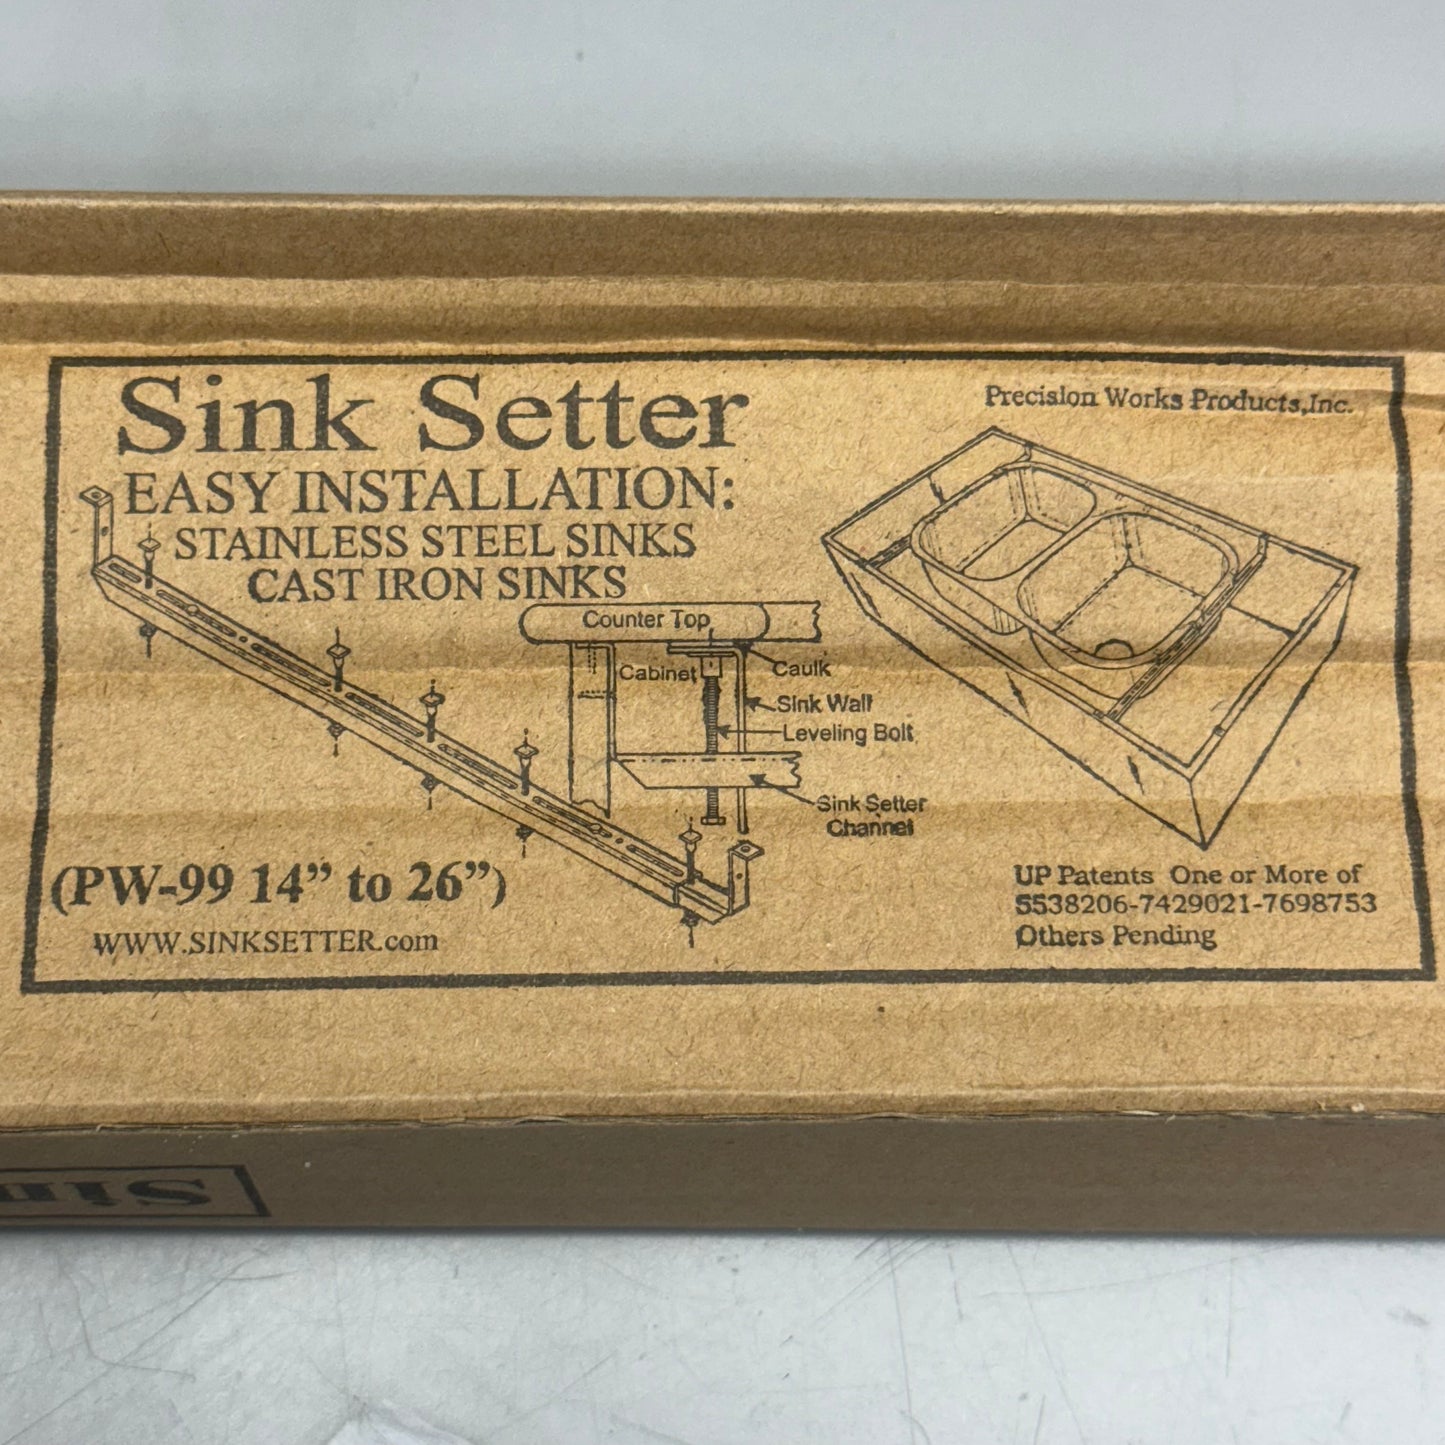 Sink Setter
EASY INSTALLATION:
STAINLESS STEEL SINKS
CAST IRON SINKS
Precision Works Products,Inc.
Counter Top
Cabinet
Caulk
Sink Wall
Leveling Bolt
Sink Setter
Channel
(PW-99 14” to 26”)
WWW.SINKSETTER.com
UP Patents One or More of
5538206-7429021-7698753
Others Pending